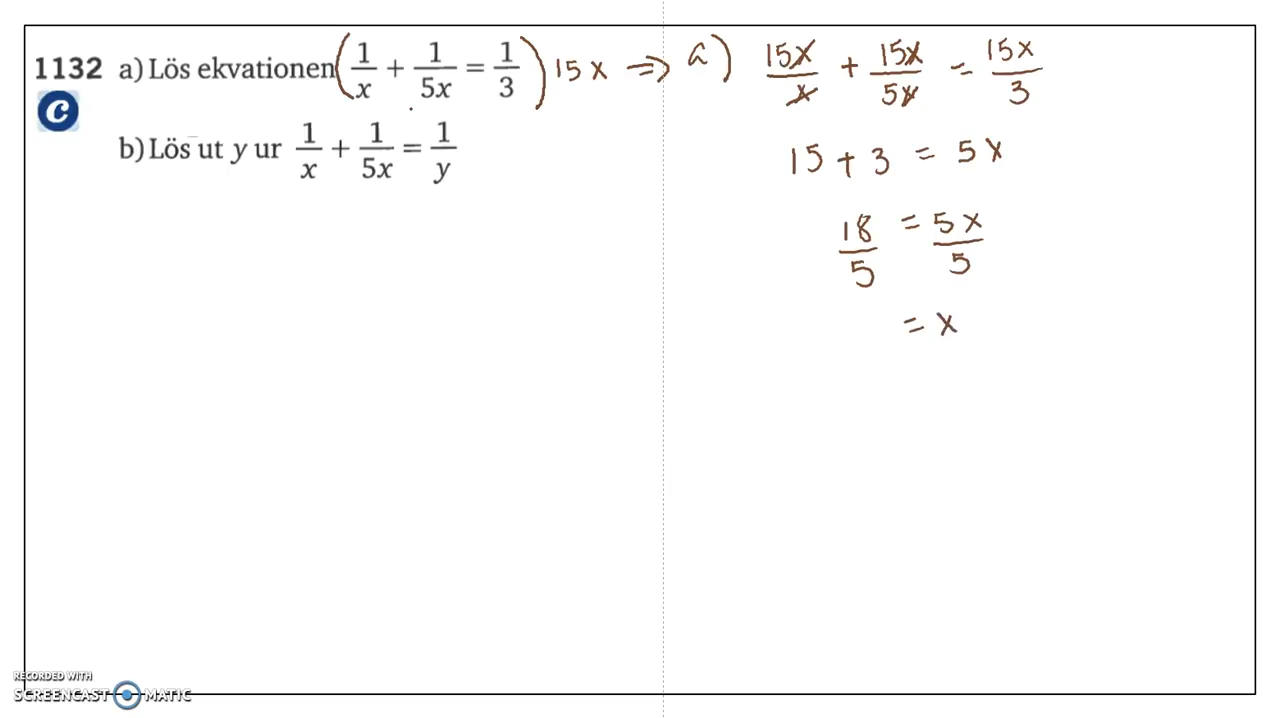 1132 a) Lös ekvationen (1/x + 1/5x = 1/3) 15x ⇒ a) 15x/x + 15x/5x = 15x/3
C
b) Lös ut y ur 1/x + 1/5x = 1/y
15 + 3 = 5x
18/5 = 5x/5
= x
RECORDED WITH
SCREENCAST MATIC